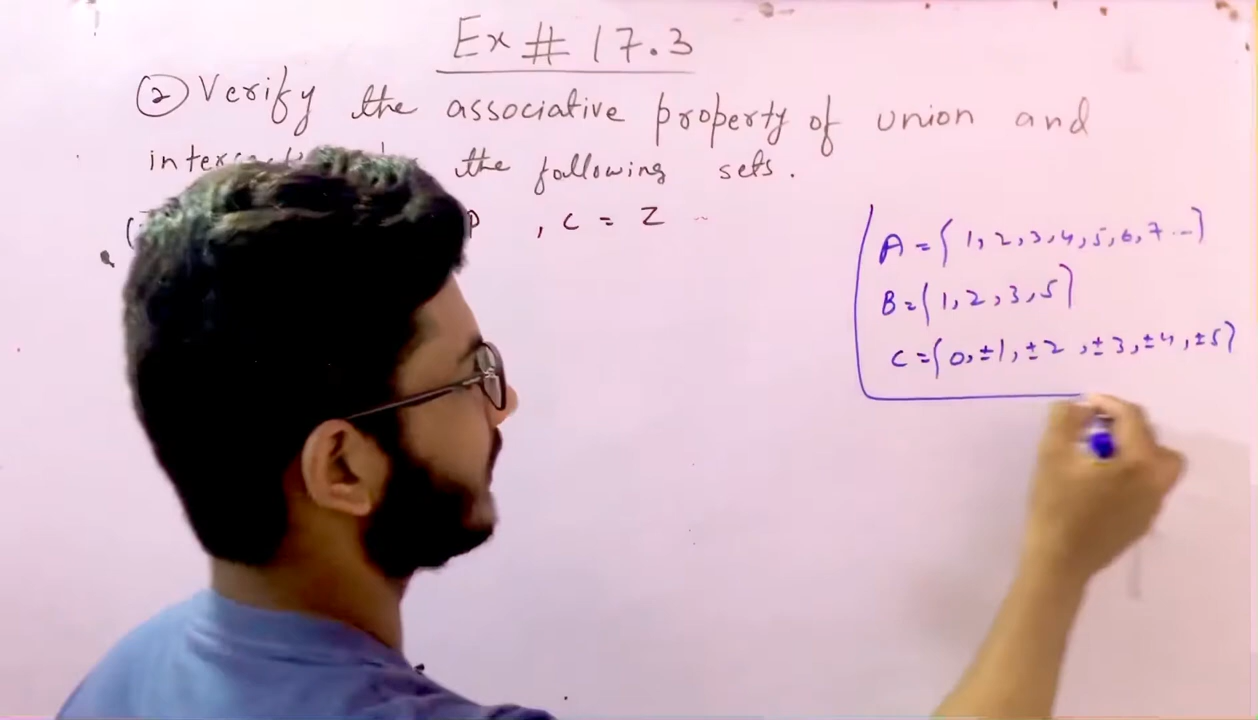 Ex # 17.3
② Verify the associative property of union and
the following sets.
, C = Z
A = { 1, 2, 3, 4, 5, 6, 7 ... }
B = { 1, 2, 3, 5 }
C = { 0, ±1, ±2, ±3, ±4, ±5 }